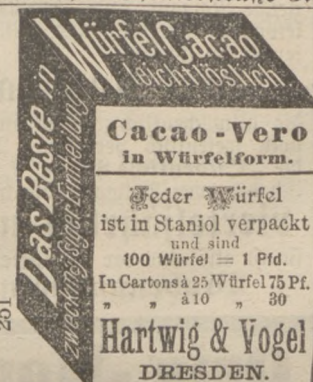 Würfel Cacao
leichtlöslich.
Das Beste in
zweckmäßiger Eintheilung
Cacao-Vero
in Würfelform.
Jeder Würfel
ist in Staniol verpackt
und sind
100 Würfel = 1 Pfd.
In Cartons à 25 Würfel 75 Pf.
„ „ à 10 „ 30
Hartwig & Vogel
DRESDEN.
251